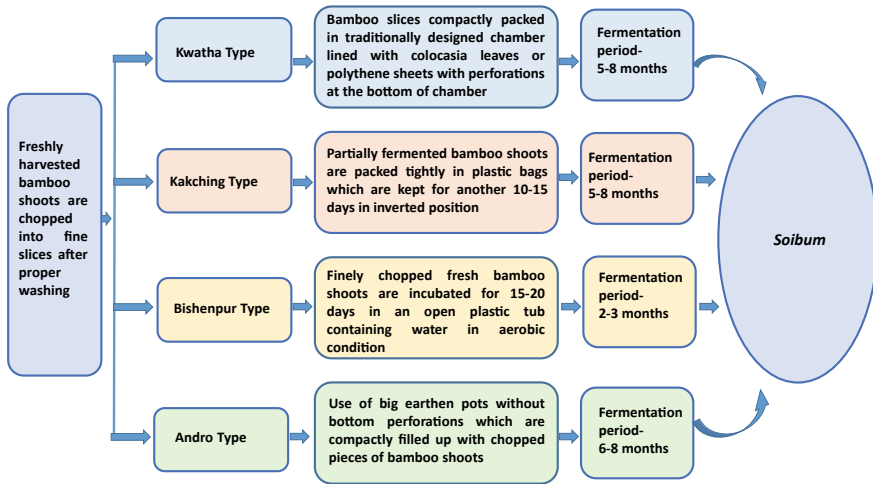 Freshly
harvested
bamboo
shoots are
chopped
into fine
slices after
proper
washing
Kwatha Type
Bamboo slices compactly packed
in traditionally designed chamber
lined with colocasia leaves or
polythene sheets with perforations
at the bottom of chamber
Fermentation
period-
5-8 months
Kakching Type
Partially fermented bamboo shoots
are packed tightly in plastic bags
which are kept for another 10-15
days in inverted position
Fermentation
period-
5-8 months
Bishenpur Type
Finely chopped fresh bamboo
shoots are incubated for 15-20
days in an open plastic tub
containing water in aerobic
condition
Fermentation
period-
2-3 months
Andro Type
Use of big earthen pots without
bottom perforations which are
compactly filled up with chopped
pieces of bamboo shoots
Fermentation
period-
6-8 months
Soibum